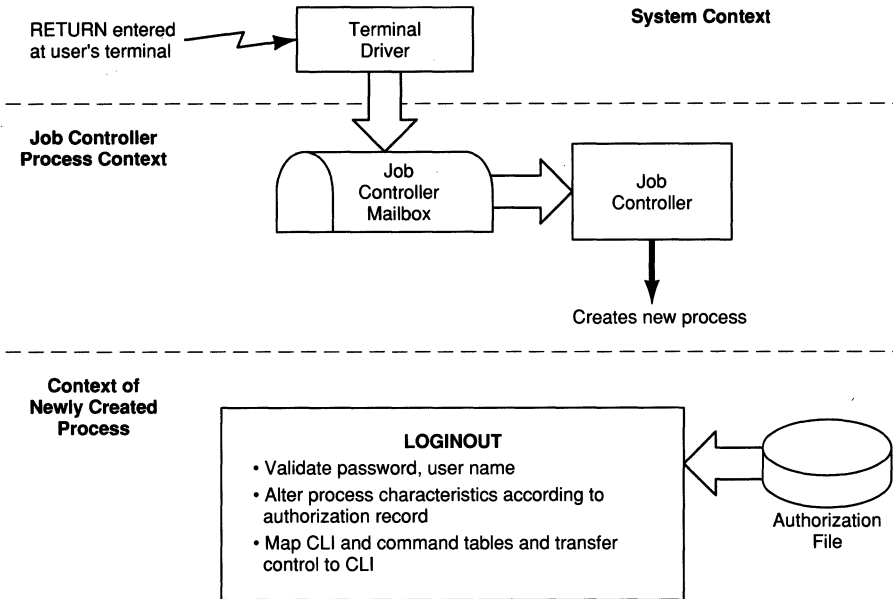 System Context
RETURN entered
at user's terminal
Terminal
Driver
Job Controller
Process Context
Job
Controller
Mailbox
Job
Controller
Creates new process
Context of
Newly Created
Process
LOGINOUT
• Validate password, user name
• Alter process characteristics according to
authorization record
• Map CLI and command tables and transfer
control to CLI
Authorization
File